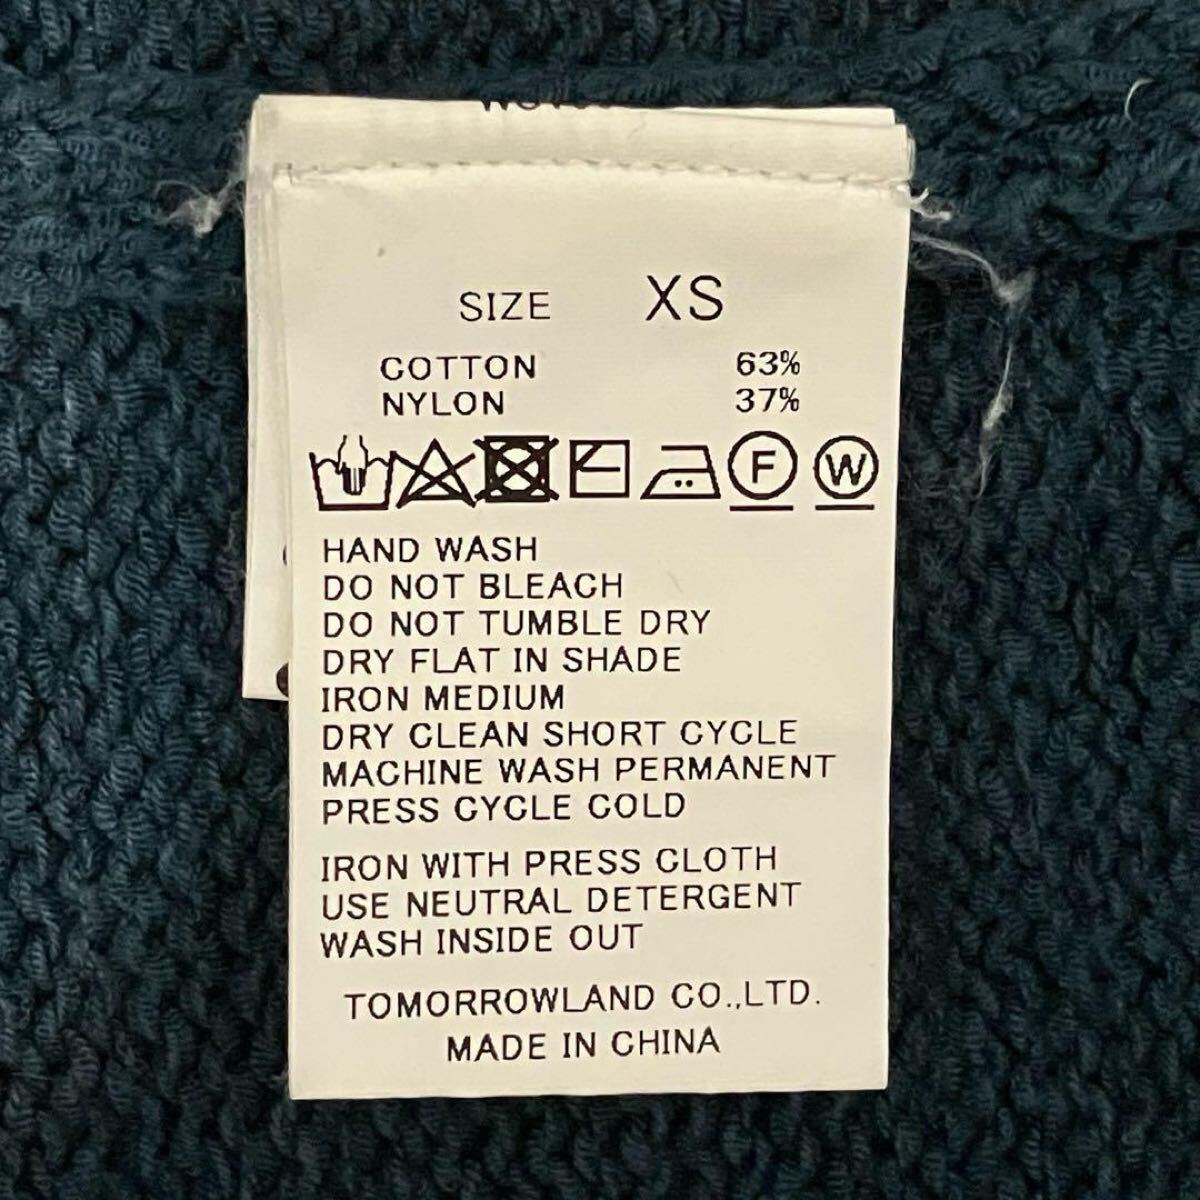 SIZE XS
COTTON 63%
NYLON 37%
F W
HAND WASH
DO NOT BLEACH
DO NOT TUMBLE DRY
DRY FLAT IN SHADE
IRON MEDIUM
DRY CLEAN SHORT CYCLE
MACHINE WASH PERMANENT
PRESS CYCLE COLD
IRON WITH PRESS CLOTH
USE NEUTRAL DETERGENT
WASH INSIDE OUT
TOMORROWLAND CO.,LTD.
MADE IN CHINA